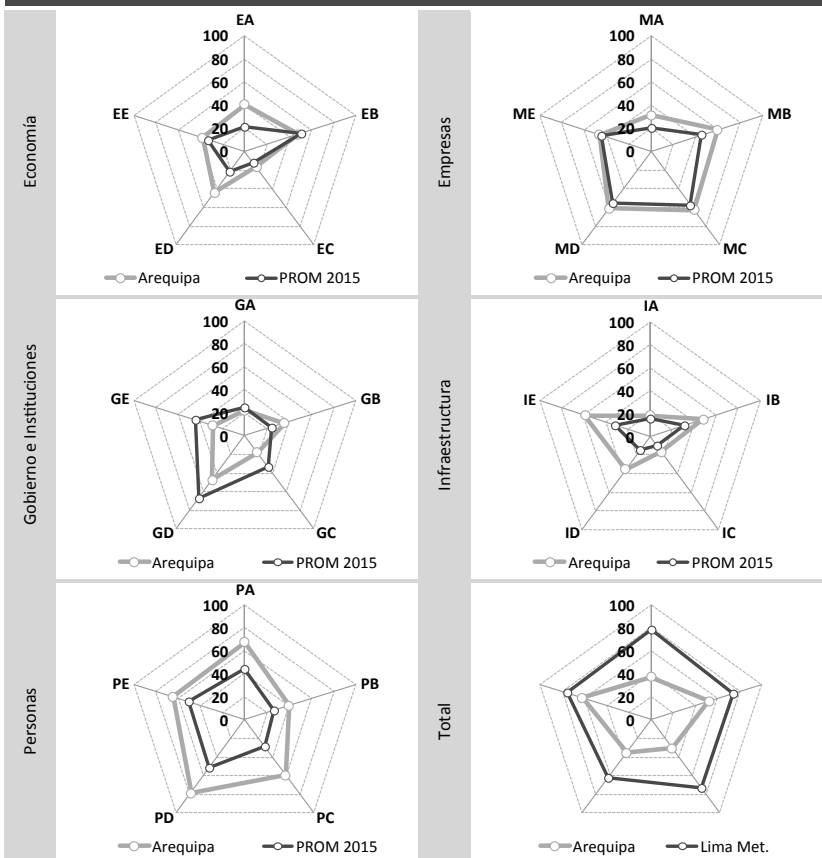 Economía
EA
100
80
60
40
20
0
EE
EB
ED
EC
Arequipa
PROM 2015
Empresas
MA
100
80
60
40
20
0
ME
MB
MD
MC
Arequipa
PROM 2015
Gobierno e Instituciones
GA
100
80
60
40
20
0
GE
GB
GD
GC
Arequipa
PROM 2015
Infraestructura
IA
100
80
60
40
20
0
IE
IB
ID
IC
Arequipa
PROM 2015
Personas
PA
100
80
60
40
20
0
PE
PB
PD
PC
Arequipa
PROM 2015
Total
100
80
60
40
20
0
Arequipa
Lima Met.